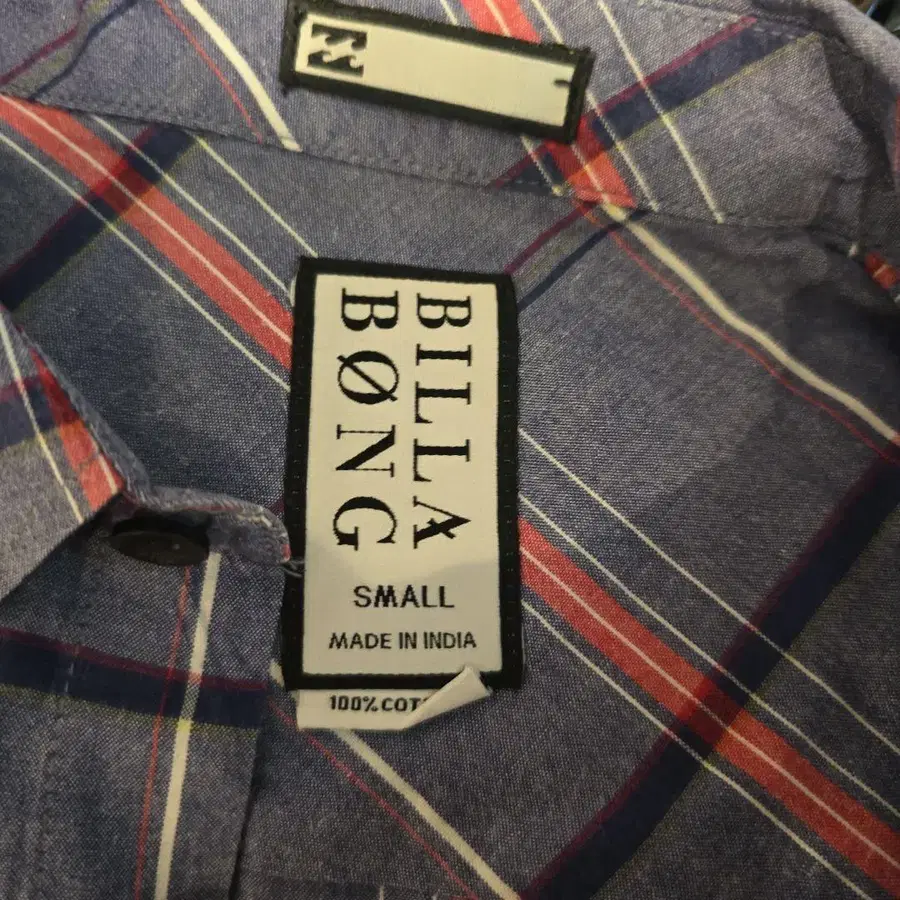 BILLA
BØNG
SMALL
MADE IN INDIA
100% COT